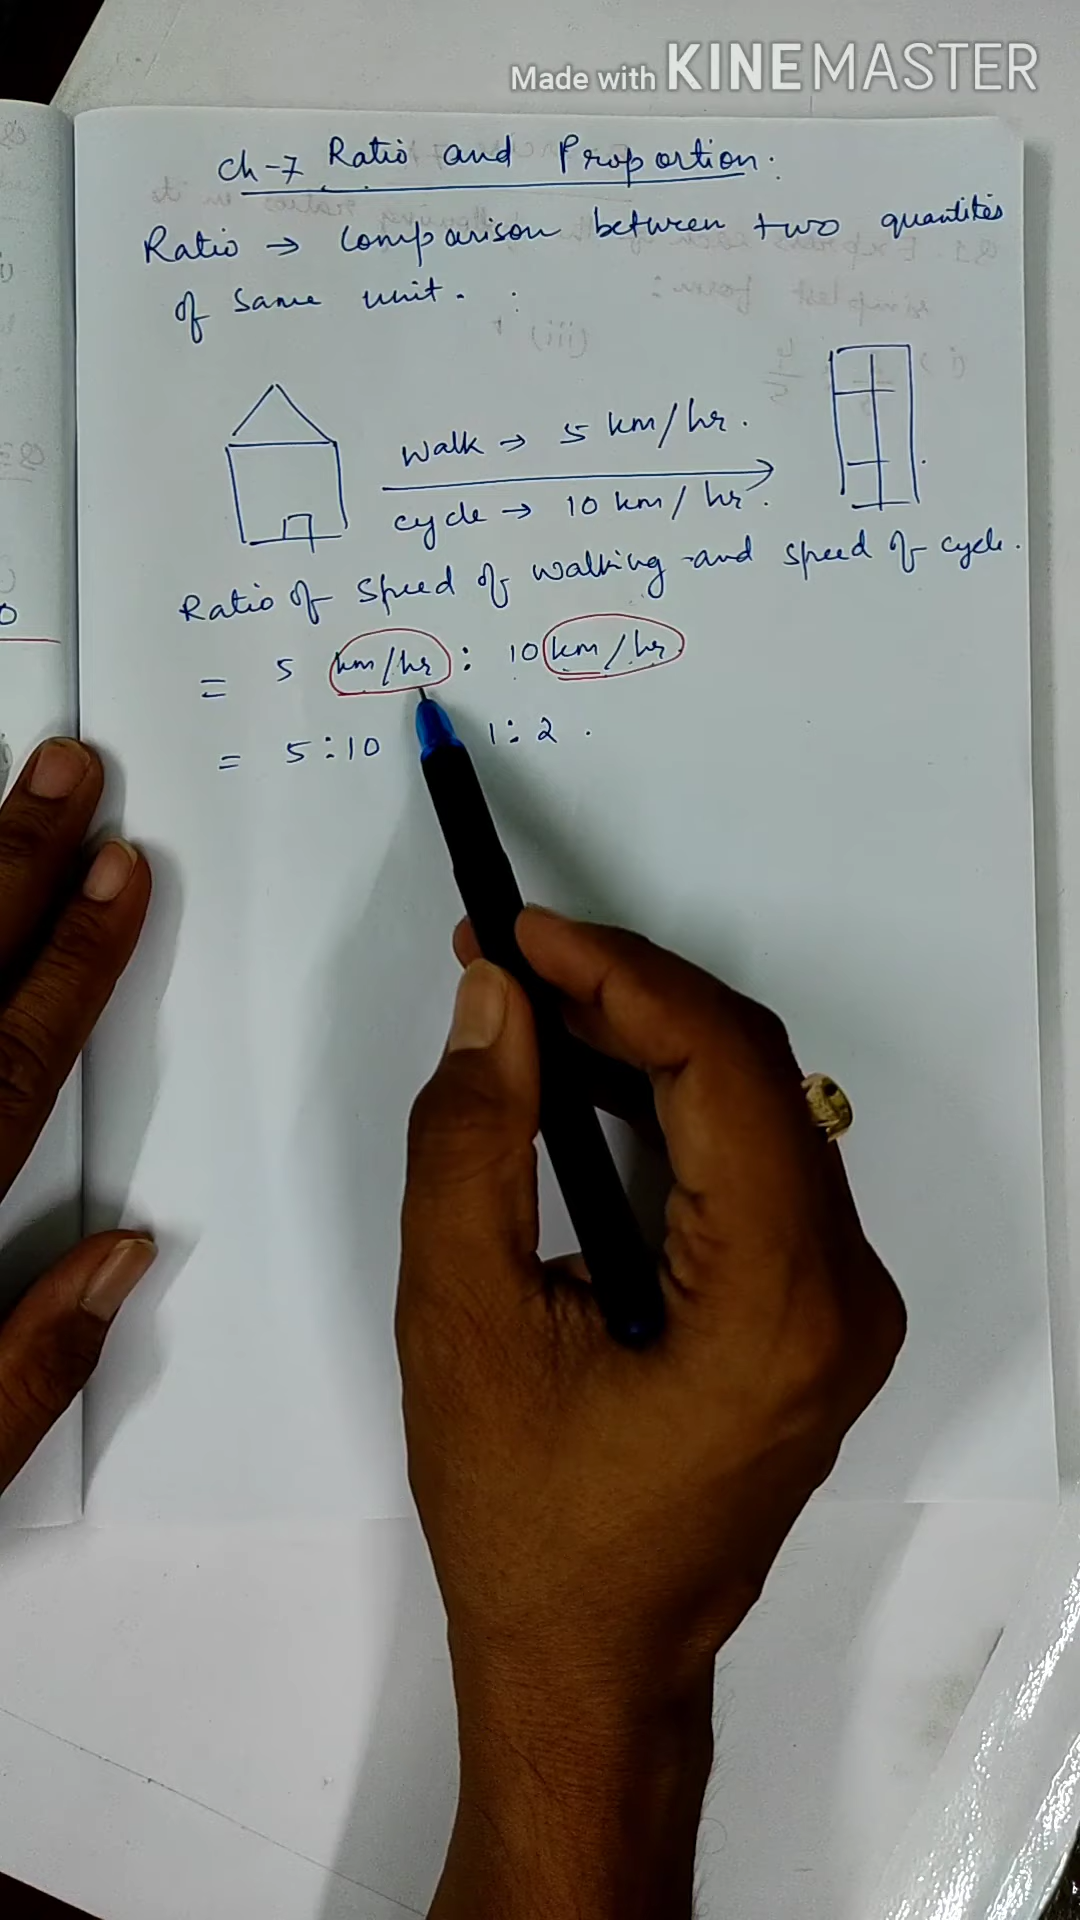 Made with KINEMASTER
Ch-7 Ratio and Proportion.
Ratio → Comparison between two quantites
of same unit.
Walk → 5 km/hr.
cycle → 10 km/hr.
Ratio of speed of walking and speed of cycle.
= 5 km/hr : 10 km/hr
= 5:10 1:2.